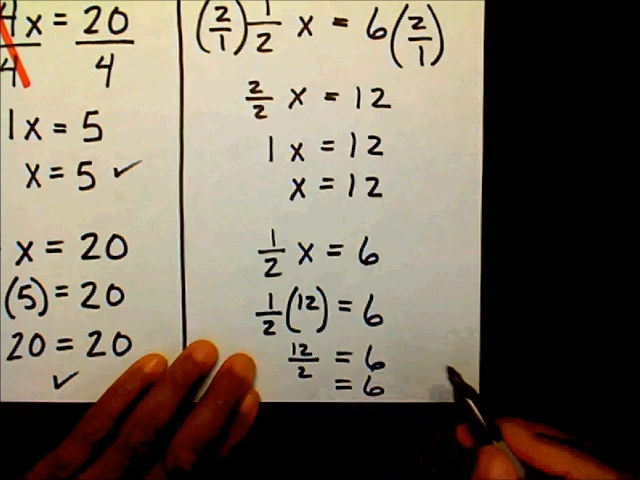 4x = 20
4 4
1x = 5
x = 5 ✓
x = 20
(5) = 20
20 = 20
✓
(2/1) 1/2 x = 6 (2/1)
2/2 x = 12
1x = 12
x = 12
1/2 x = 6
1/2 (12) = 6
12/2 = 6
= 6